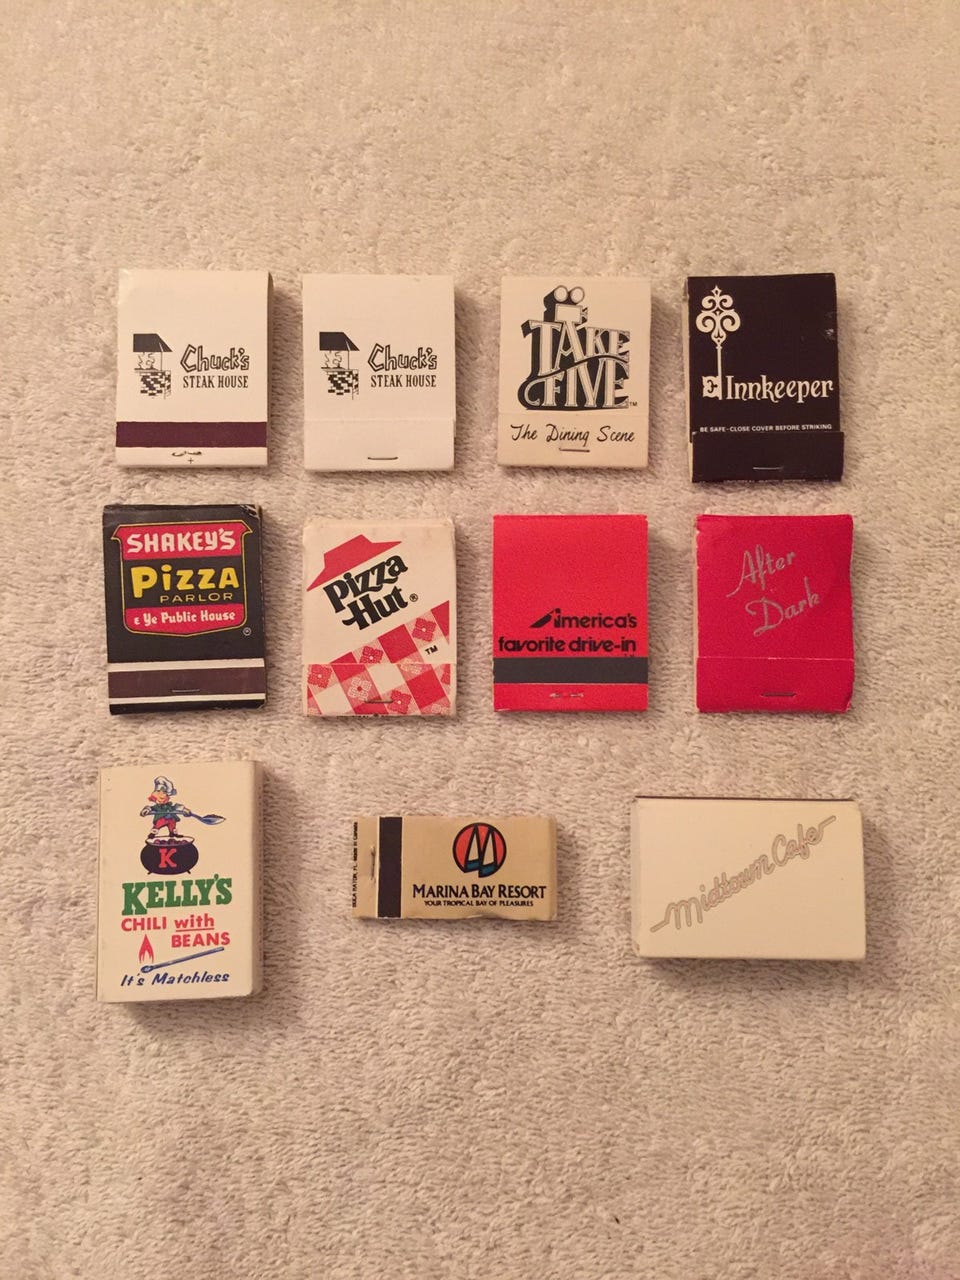 Chuck's
STEAK HOUSE
Chuck's
STEAK HOUSE
TAKE
FIVE™
The Dining Scene
Innkeeper
BE SAFE-CLOSE COVER BEFORE STRIKING
SHAKEY'S
PIZZA
PARLOR
& Ye Public House
®
Pizza
Hut®
TM
America's
favorite drive-in
After
Dark
K
KELLY'S
CHILI with
BEANS
It's Matchless
MARINA BAY RESORT
YOUR TROPICAL BAY OF PLEASURES
Midtown Cafe